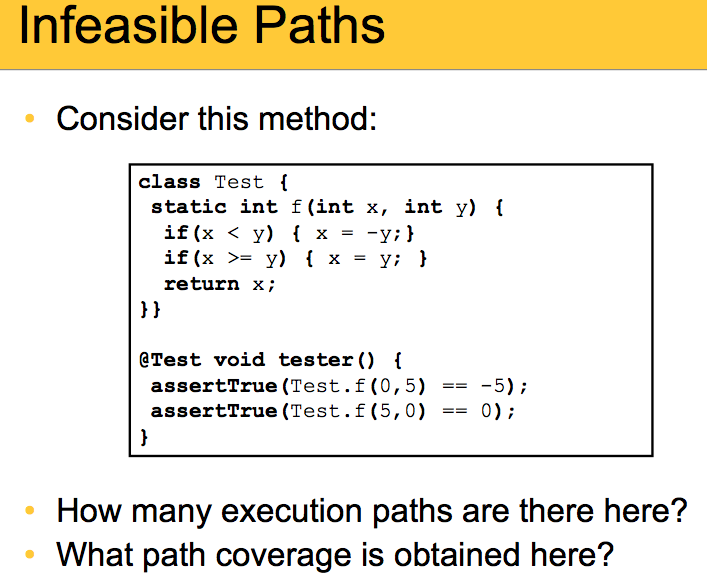 Infeasible Paths
• Consider this method:
class Test {
static int f(int x, int y) {
if(x < y) { x = -y;}
if(x >= y) { x = y; }
return x;
}}
@Test void tester() {
assertTrue(Test.f(0,5) == -5);
assertTrue(Test.f(5,0) == 0);
}
• How many execution paths are there here?
• What path coverage is obtained here?